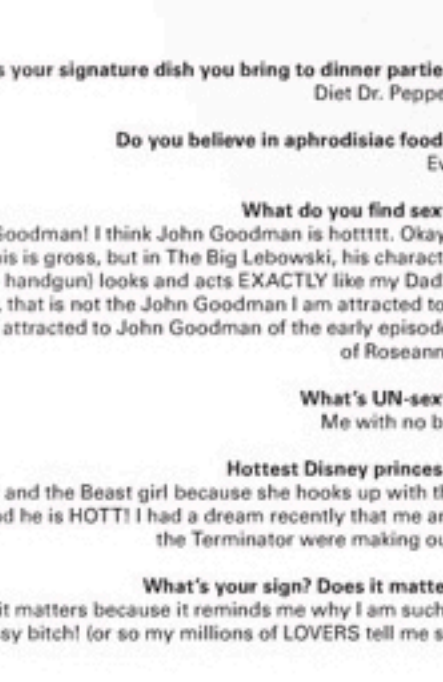 s your signature dish you bring to dinner partie
Diet Dr. Peppe
Do you believe in aphrodisiac food
Ev
What do you find sex
Goodman! I think John Goodman is hotttt. Okay
his is gross, but in The Big Lebowski, his charact
handgun) looks and acts EXACTLY like my Dad
, that is not the John Goodman I am attracted to
attracted to John Goodman of the early episode
of Roseann
What's UN-sex
Me with no b
Hottest Disney princes
and the Beast girl because she hooks up with th
nd he is HOTT! I had a dream recently that me an
the Terminator were making ou
What's your sign? Does it matte
it matters because it reminds me why I am such
sy bitch! (or so my millions of LOVERS tell me s